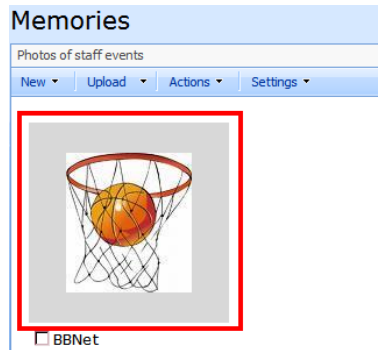 Memories
Photos of staff events
New Upload Actions Settings
BBNet